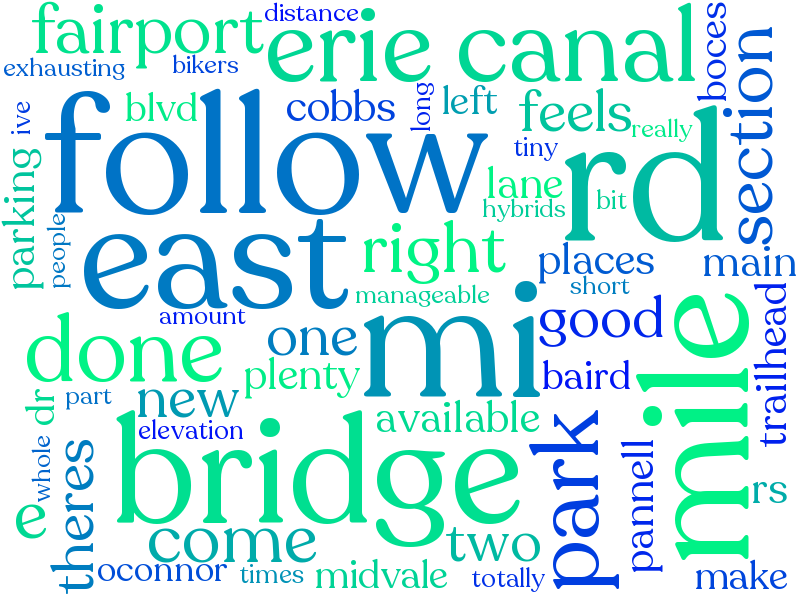 distance
fairport
erie canal
exhausting
bikers
boces
section
blvd
cobbs
long
left
feels
really
ive
follow
tiny
rd
lane
hybrids
bit
parking
people
east
right
places
main
short
manageable
amount
mi
good
mile
trailhead
done
one
plenty
baird
dr
part
new
available
elevation
park
whole
bridge
pannell
rs
e
theres
come
two
oconnor
times
midvale
totally
make